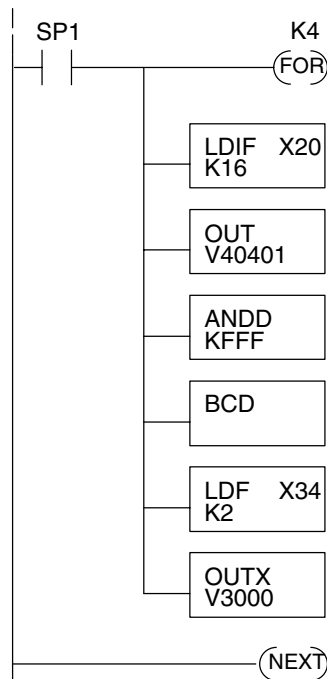 SP1 K4
(FOR)
LDIF X20
K16
OUT
V40401
ANDD
KFFF
BCD
LDF X34
K2
OUTX
V3000
(NEXT)